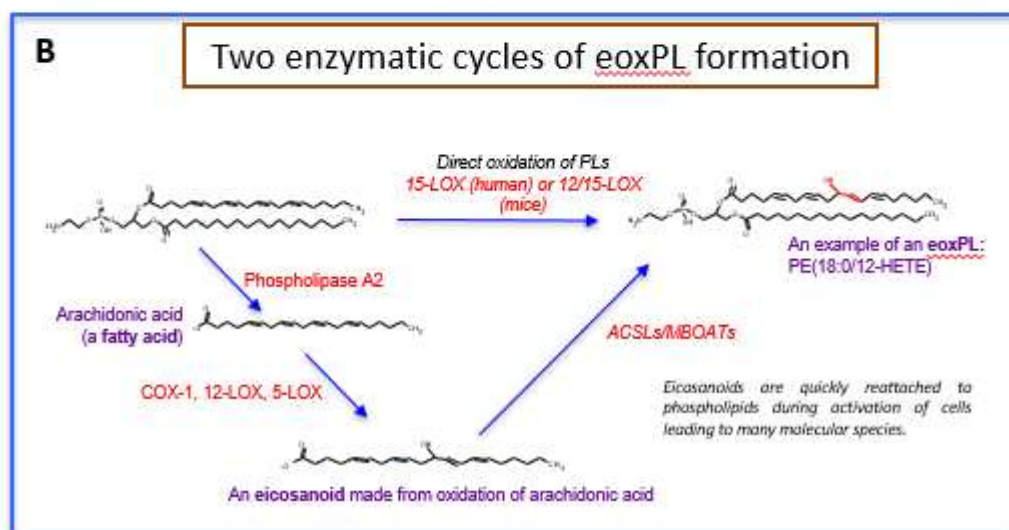 B
Two enzymatic cycles of eoxPL formation
Direct oxidation of PLs
15-LOX (human) or 12/15-LOX
(mice)
An example of an eoxPL:
PE(18:0/12-HETE)
Phospholipase A2
Arachidonic acid
(a fatty acid)
ACSLs/MBOATs
COX-1, 12-LOX, 5-LOX
Eicosanoids are quickly reattached to
phospholipids during activation of cells
leading to many molecular species.
An eicosanoid made from oxidation of arachidonic acid